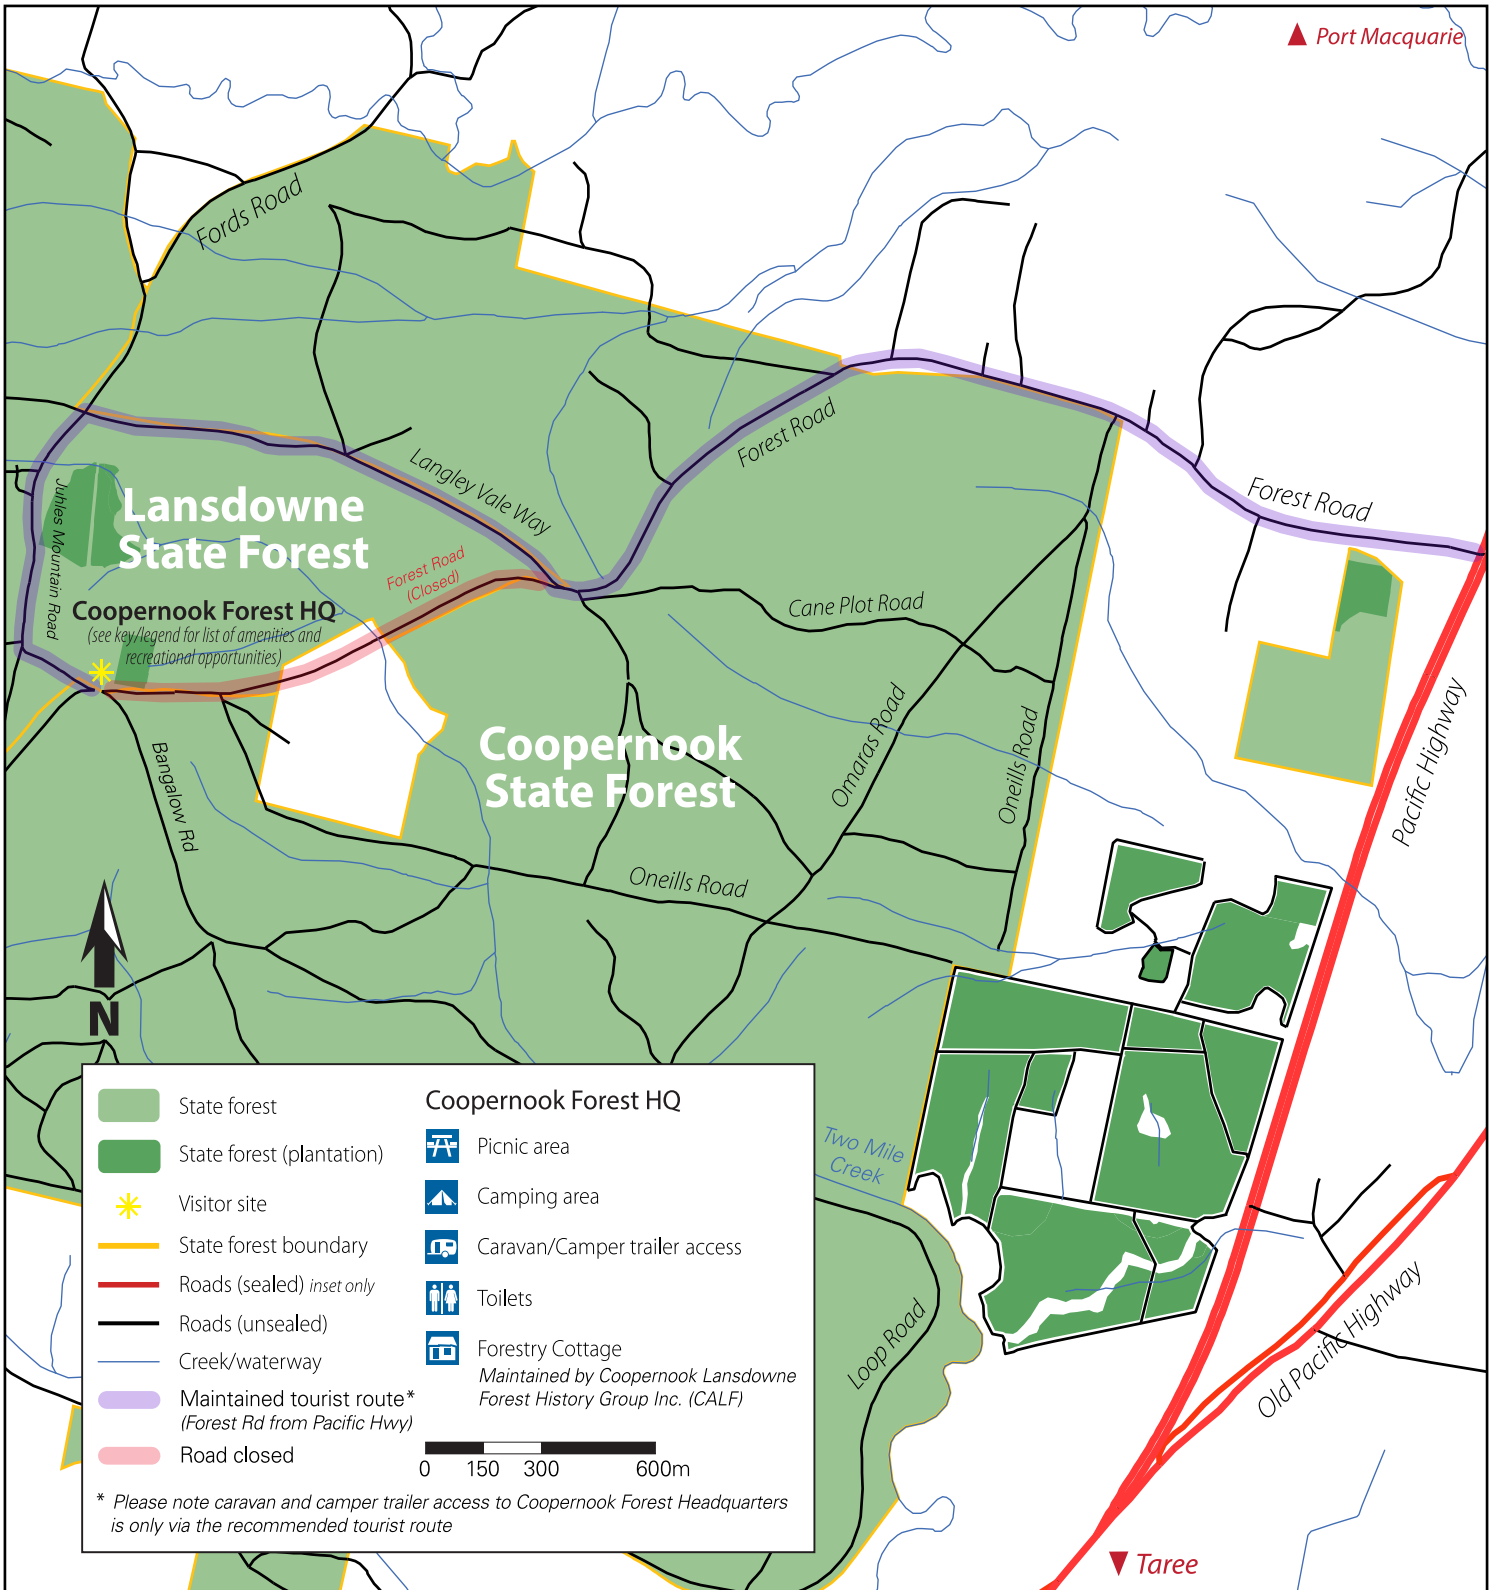 Port Macquarie
Fords Road
Forest Road
Langley Vale Way
Forest Road
Juhles Mountain Road
Lansdowne
State Forest
Forest Road
(Closed)
Coopernook Forest HQ
(see key/legend for list of amenities and
recreational opportunities)
Cane Plot Road
Omaras Road
Oneills Road
Pacific Highway
Coopernook
State Forest
Bangalow Rd
Oneills Road
N
Two Mile
Creek
Loop Road
Old Pacific Highway
Taree
State forest
State forest (plantation)
Visitor site
State forest boundary
Roads (sealed) inset only
Roads (unsealed)
Creek/waterway
Maintained tourist route*
(Forest Rd from Pacific Hwy)
Road closed
Coopernook Forest HQ
Picnic area
Camping area
Caravan/Camper trailer access
Toilets
Forestry Cottage
Maintained by Coopernook Lansdowne
Forest History Group Inc. (CALF)
0 150 300 600m
* Please note caravan and camper trailer access to Coopernook Forest Headquarters
is only via the recommended tourist route